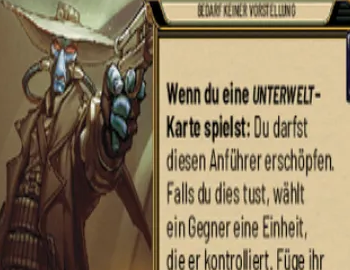 BEDARF KEINER VORSTELLUNG
Wenn du eine UNTERWELT-
Karte spielst: Du darfst
diesen Anführer erschöpfen.
Falls du dies tust, wählt
ein Gegner eine Einheit,
die er kontrolliert. Füge ihr